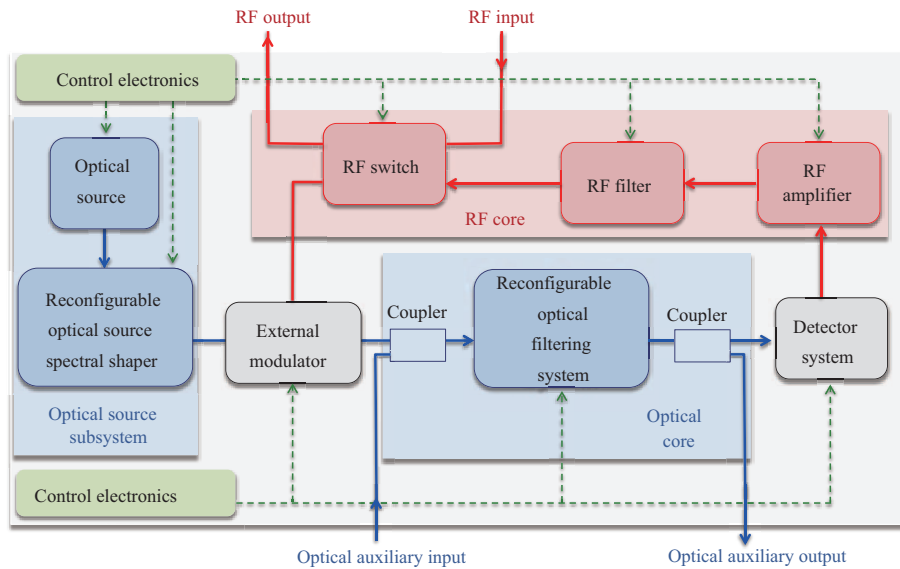 RF output
RF input
Control electronics
Optical
source
RF switch
RF filter
RF
amplifier
RF core
Reconfigurable
optical source
spectral shaper
External
modulator
Coupler
Reconfigurable
optical
filtering
system
Coupler
Detector
system
Optical source
subsystem
Optical
core
Control electronics
Optical auxiliary input
Optical auxiliary output